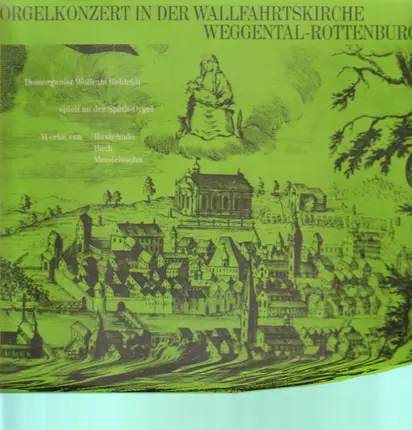 ORGELKONZERT IN DER WALLFAHRTSKIRCHE
WEGGENTAL-ROTTENBURG
Domorganist Wolfram Rehfeldt
spielt an der Späth-Orgel
Werke von Buxtehude
Bach
Mendelssohn